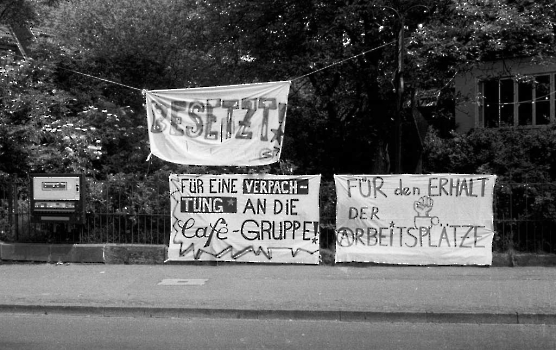 BESETZT!
FÜR EINE VERPACH-
TUNG * AN DIE
Café-GRUPPE!
FÜR den ERHALT
DER
ARBEITSPLÄTZE